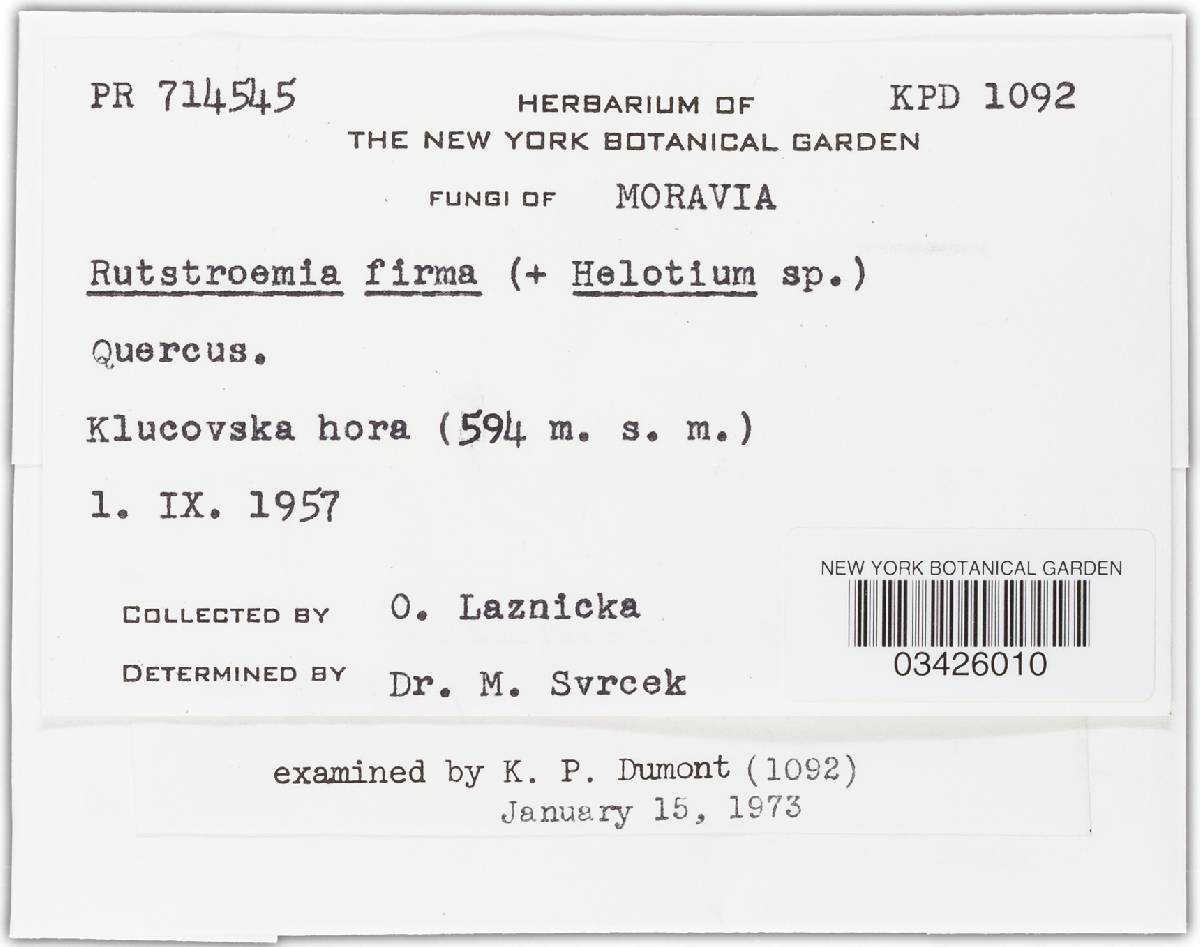 PR 714545
HERBARIUM OF
KPD 1092
THE NEW YORK BOTANICAL GARDEN
FUNGI OF MORAVIA
Rutstroemia firma (+ Helotium sp.)
Quercus.
Klucovska hora (594 m. s. m.)
1. IX. 1957
NEW YORK BOTANICAL GARDEN
03426010
COLLECTED BY O. Laznicka
DETERMINED BY Dr. M. Svrcek
examined by K. P. Dumont (1092)
January 15, 1973